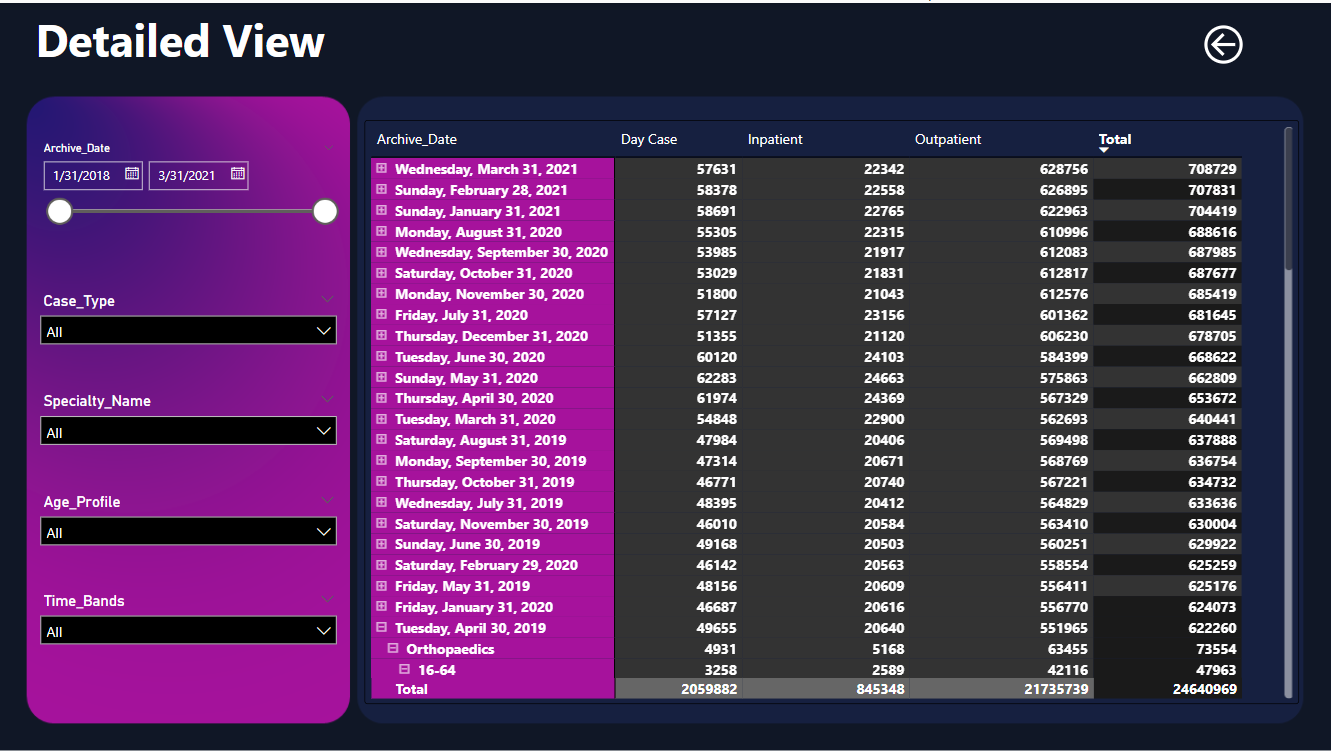 Detailed View
Archive_Date
1/31/2018 3/31/2021
Case_Type
All
Specialty_Name
All
Age_Profile
All
Time_Bands
All
Archive_Date Day Case Inpatient Outpatient Total
Wednesday, March 31, 2021 57631 22342 628756 708729
Sunday, February 28, 2021 58378 22558 626895 707831
Sunday, January 31, 2021 58691 22765 622963 704419
Monday, August 31, 2020 55305 22315 610996 688616
Wednesday, September 30, 2020 53985 21917 612083 687985
Saturday, October 31, 2020 53029 21831 612817 687677
Monday, November 30, 2020 51800 21043 612576 685419
Friday, July 31, 2020 57127 23156 601362 681645
Thursday, December 31, 2020 51355 21120 606230 678705
Tuesday, June 30, 2020 60120 24103 584399 668622
Sunday, May 31, 2020 62283 24663 575863 662809
Thursday, April 30, 2020 61974 24369 567329 653672
Tuesday, March 31, 2020 54848 22900 562693 640441
Saturday, August 31, 2019 47984 20406 569498 637888
Monday, September 30, 2019 47314 20671 568769 636754
Thursday, October 31, 2019 46771 20740 567221 634732
Wednesday, July 31, 2019 48395 20412 564829 633636
Saturday, November 30, 2019 46010 20584 563410 630004
Sunday, June 30, 2019 49168 20503 560251 629922
Saturday, February 29, 2020 46142 20563 558554 625259
Friday, May 31, 2019 48156 20609 556411 625176
Friday, January 31, 2020 46687 20616 556770 624073
Tuesday, April 30, 2019 49655 20640 551965 622260
Orthopaedics 4931 5168 63455 73554
16-64 3258 2589 42116 47963
Total 2059882 845348 21735739 24640969